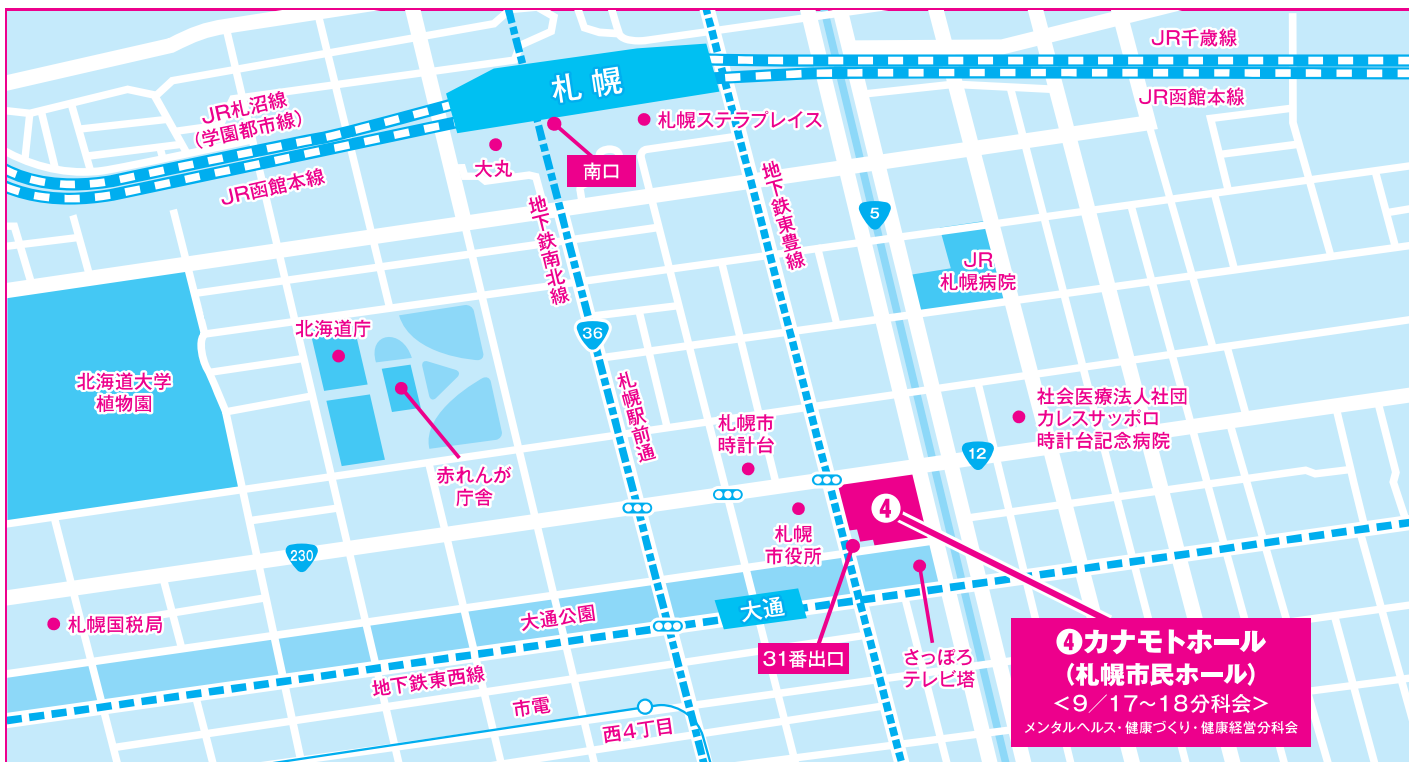 JR千歳線
札幌
JR函館本線
JR札沼線
(学園都市線)
札幌ステラプレイス
大丸
南口
JR函館本線
地下鉄南北線
地下鉄東豊線
5
JR
札幌病院
北海道庁
36
北海道大学
植物園
札幌駅前通
社会医療法人社団
カレスサッポロ
時計台記念病院
札幌市
時計台
12
赤れんが
庁舎
4
札幌
市役所
230
大通
大通公園
札幌国税局
31番出口
さっぽろ
テレビ塔
地下鉄東西線
市電
西4丁目
❹カナモトホール
(札幌市民ホール)
<9/17~18分科会>
メンタルヘルス・健康づくり・健康経営分科会